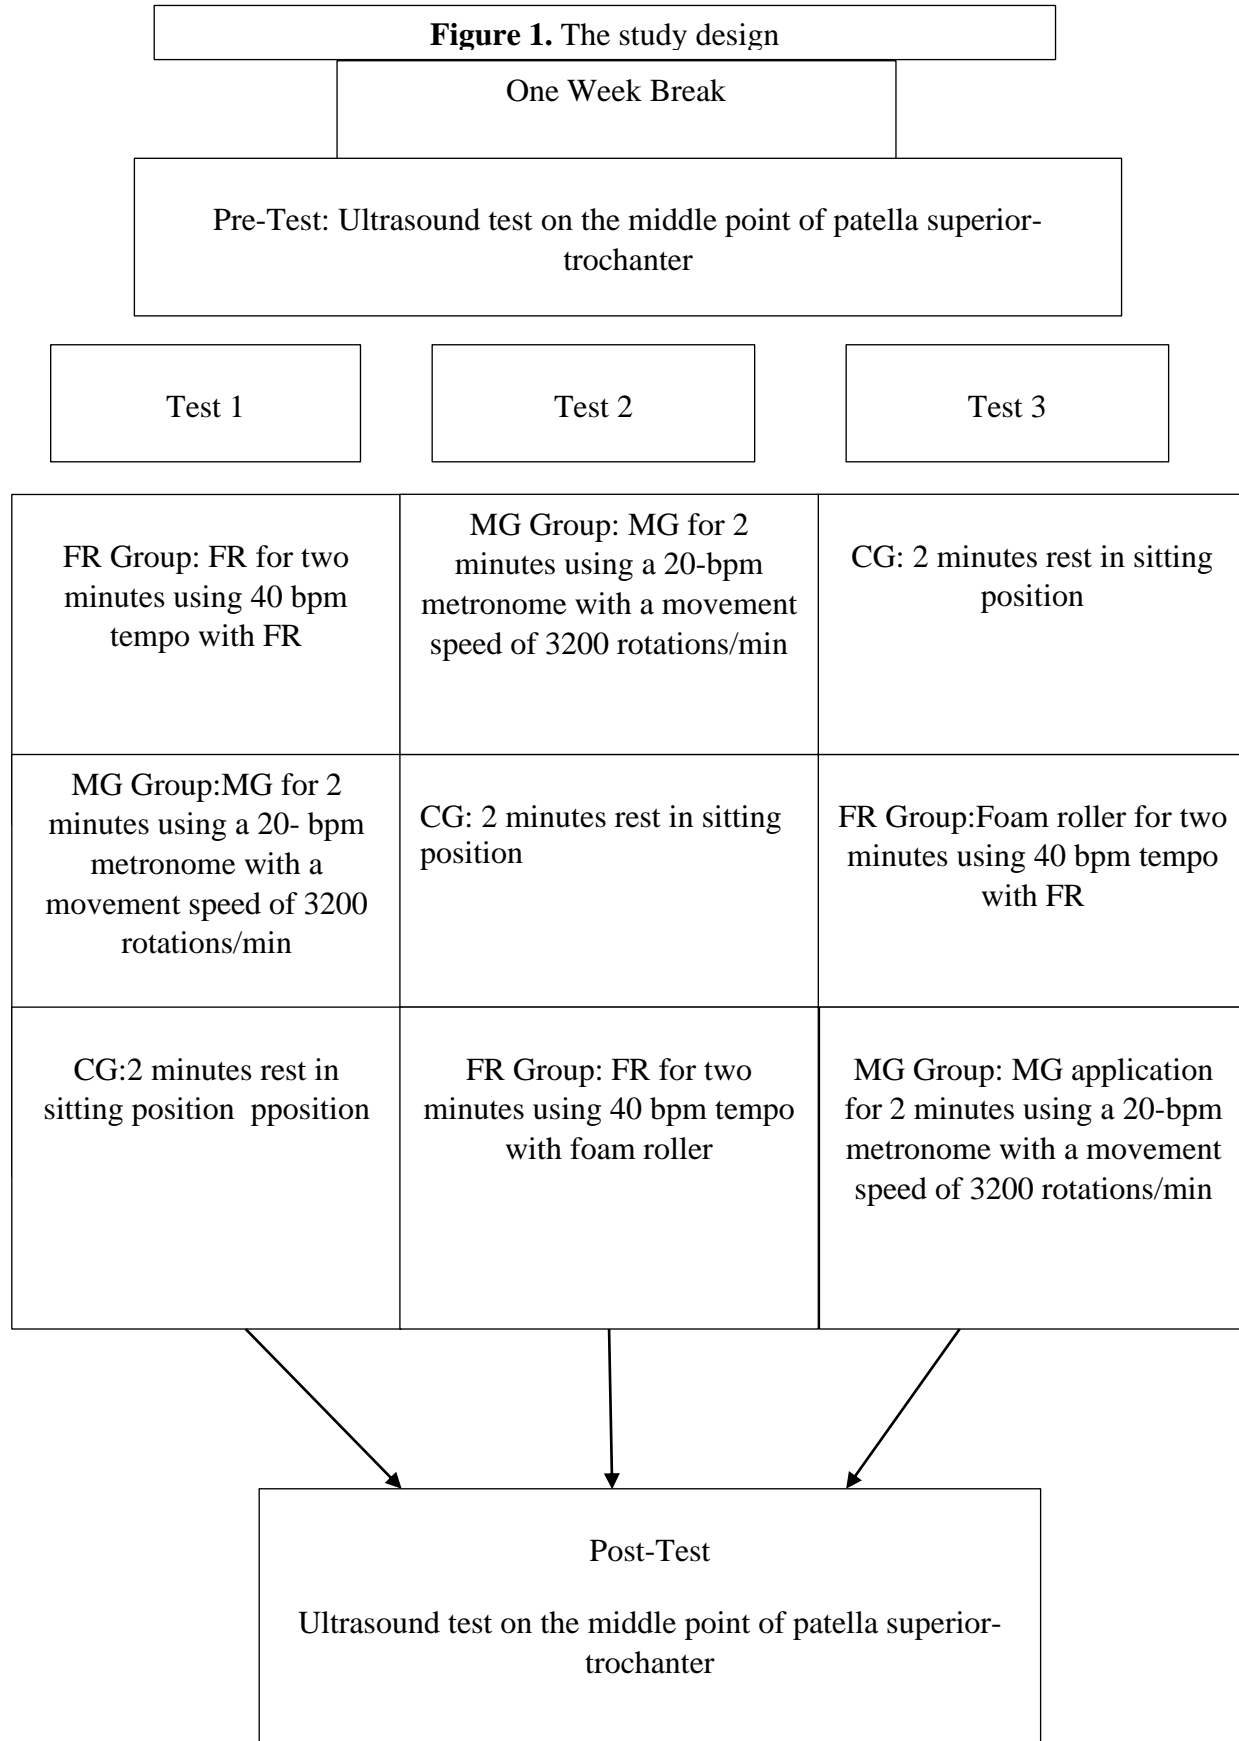 Figure 1. The study design
One Week Break
Pre-Test: Ultrasound test on the middle point of patella superior-
trochanter
Test 1
Test 2
Test 3
FR Group: FR for two
minutes using 40 bpm
tempo with FR
MG Group: MG for 2
minutes using a 20-bpm
metronome with a movement
speed of 3200 rotations/min
CG: 2 minutes rest in sitting
position
MG Group:MG for 2
minutes using a 20- bpm
metronome with a
movement speed of 3200
rotations/min
CG: 2 minutes rest in sitting
position
FR Group:Foam roller for two
minutes using 40 bpm tempo
with FR
CG:2 minutes rest in
sitting position  pposition
FR Group: FR for two
minutes using 40 bpm tempo
with foam roller
MG Group: MG application
for 2 minutes using a 20-bpm
metronome with a movement
speed of 3200 rotations/min
Post-Test
Ultrasound test on the middle point of patella superior-
trochanter